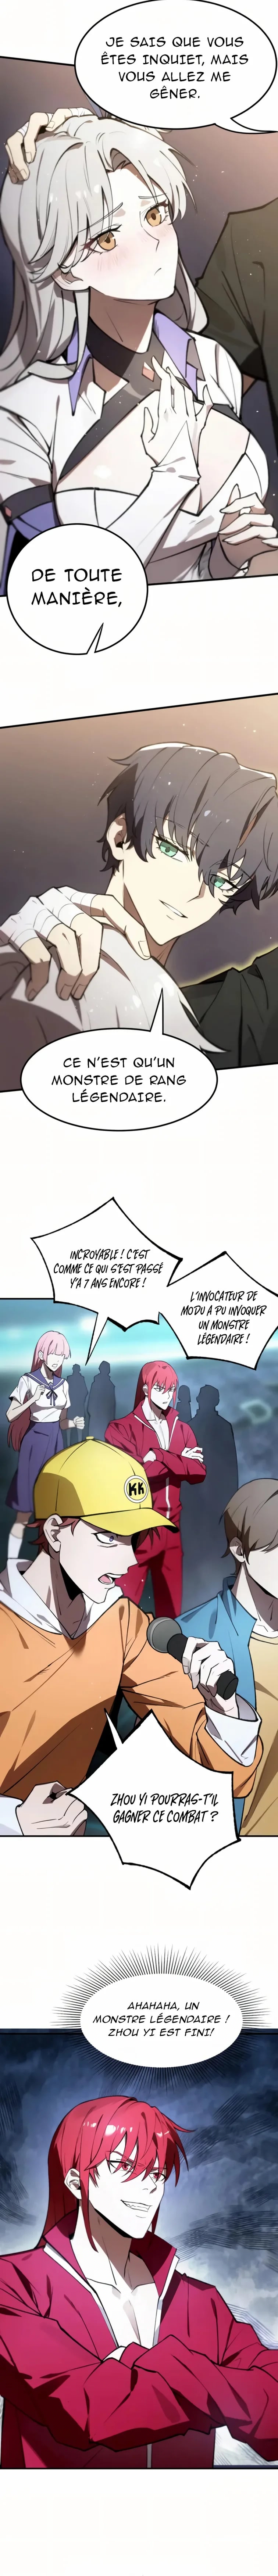 JE SAIS QUE VOUS
ÊTES INQUIET, MAIS
VOUS ALLEZ ME
GÊNER.
DE TOUTE
MANIÈRE,
CE N'EST QU'UN
MONSTRE DE RANG
LÉGENDAIRE.
INCROYABLE ! C'EST
COMME CE QUI S'EST PASSÉ
Y'A 7 ANS ENCORE !
L'INVOCATEUR DE
MODU A PU INVOQUER
UN MONSTRE
LÉGENDAIRE !
KK
ZHOU YI POURRAS-T'IL
GAGNER CE COMBAT ?
AHAHAHA, UN
MONSTRE LÉGENDAIRE !
ZHOU YI EST FINI!